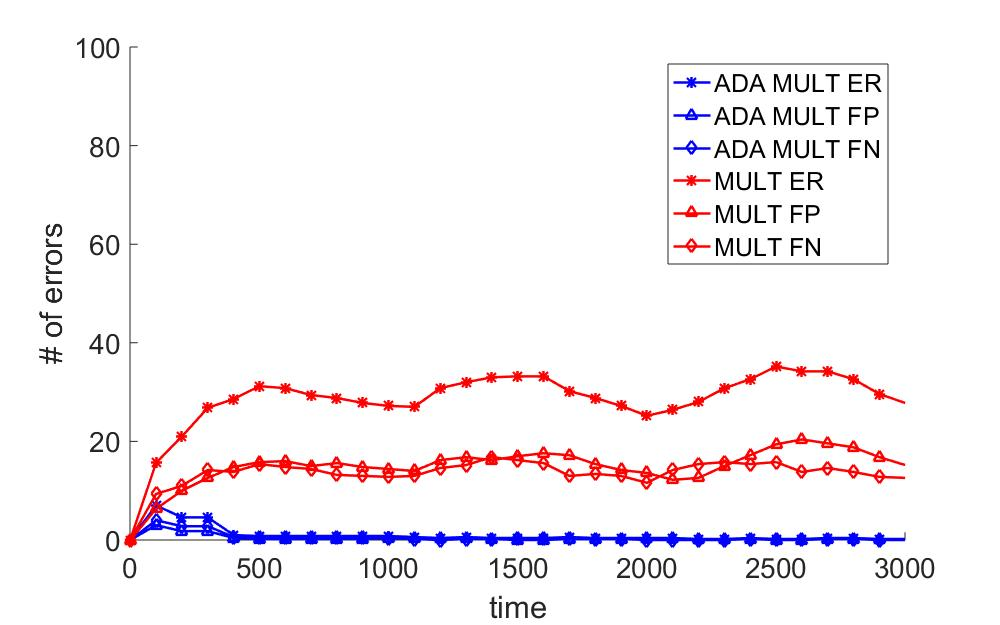 100
80
60
40
20
0
# of errors
0 500 1000 1500 2000 2500 3000
time
ADA MULT ER
ADA MULT FP
ADA MULT FN
MULT ER
MULT FP
MULT FN